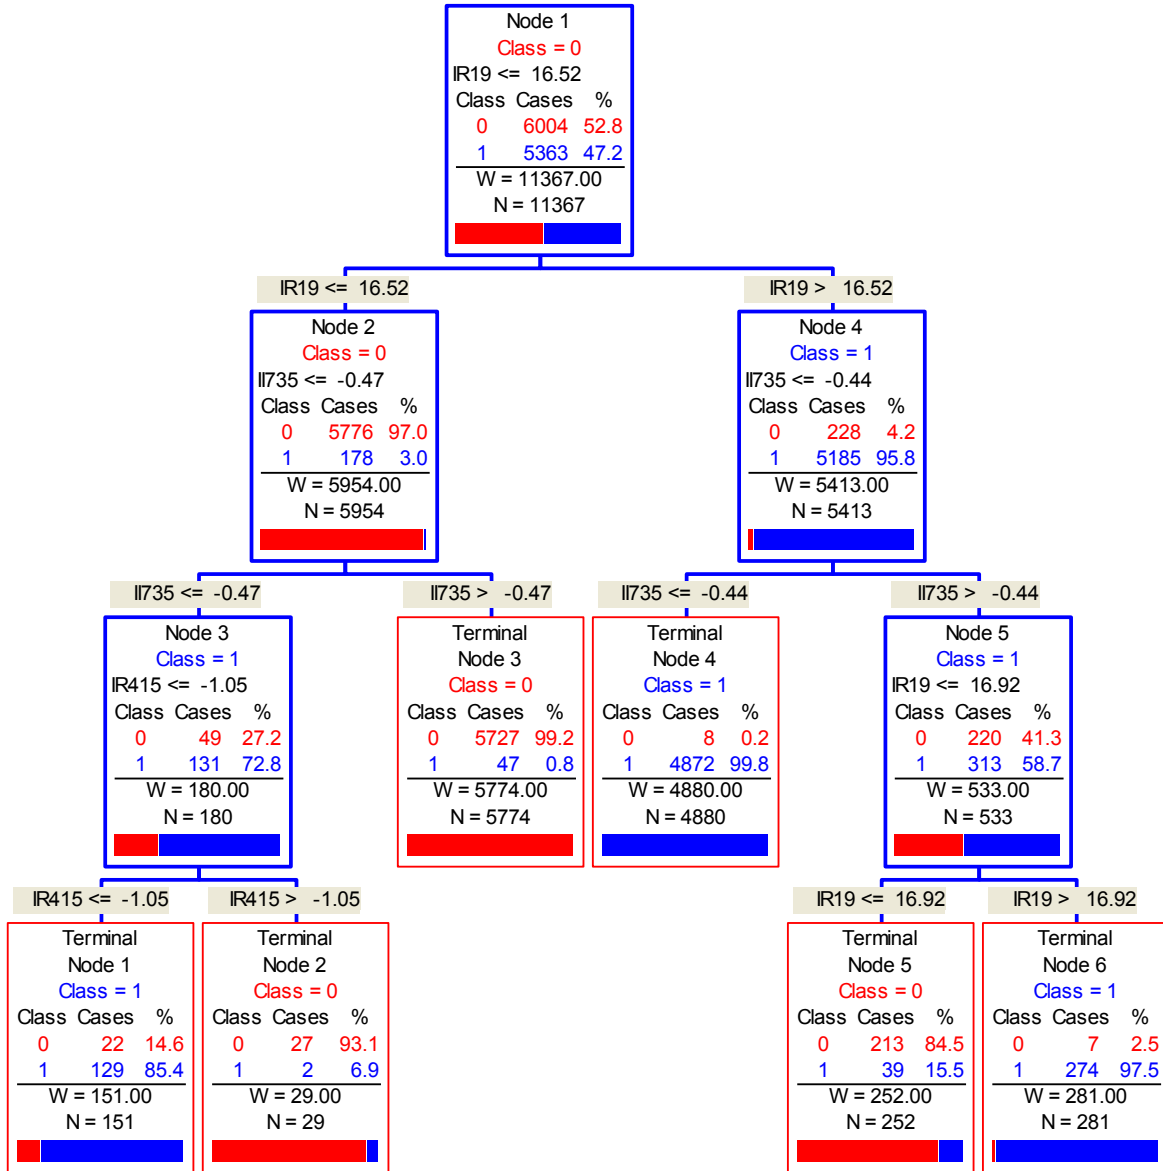 Node 1
Class = 0
IR19 <= 16.52
Class Cases %
0 6004 52.8
1 5363 47.2
W = 11367.00
N = 11367
IR19 <= 16.52
IR19 > 16.52
Node 2
Class = 0
II735 <= -0.47
Class Cases %
0 5776 97.0
1 178 3.0
W = 5954.00
N = 5954
Node 4
Class = 1
II735 <= -0.44
Class Cases %
0 228 4.2
1 5185 95.8
W = 5413.00
N = 5413
II735 <= -0.47
II735 > -0.47
II735 <= -0.44
II735 > -0.44
Node 3
Class = 1
IR415 <= -1.05
Class Cases %
0 49 27.2
1 131 72.8
W = 180.00
N = 180
Terminal
Node 3
Class = 0
Class Cases %
0 5727 99.2
1 47 0.8
W = 5774.00
N = 5774
Terminal
Node 4
Class = 1
Class Cases %
0 8 0.2
1 4872 99.8
W = 4880.00
N = 4880
Node 5
Class = 1
IR19 <= 16.92
Class Cases %
0 220 41.3
1 313 58.7
W = 533.00
N = 533
IR415 <= -1.05
IR415 > -1.05
IR19 <= 16.92
IR19 > 16.92
Terminal
Node 1
Class = 1
Class Cases %
0 22 14.6
1 129 85.4
W = 151.00
N = 151
Terminal
Node 2
Class = 0
Class Cases %
0 27 93.1
1 2 6.9
W = 29.00
N = 29
Terminal
Node 5
Class = 0
Class Cases %
0 213 84.5
1 39 15.5
W = 252.00
N = 252
Terminal
Node 6
Class = 1
Class Cases %
0 7 2.5
1 274 97.5
W = 281.00
N = 281